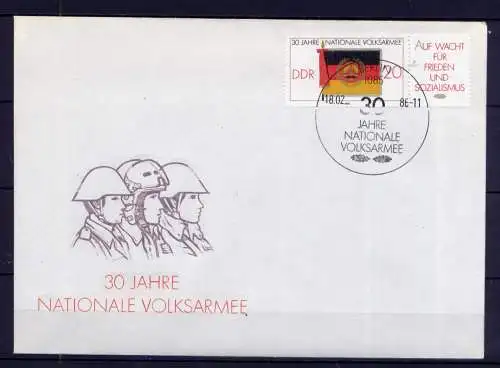 30 JAHRE NATIONALE VOLKSARMEE
DDR 20
AUF WACHT
FÜR
FRIEDEN
UND
SOZIALISMUS
1085
18.02. 86-11
30
JAHRE
NATIONALE
VOLKSARMEE
30 JAHRE
NATIONALE VOLKSARMEE